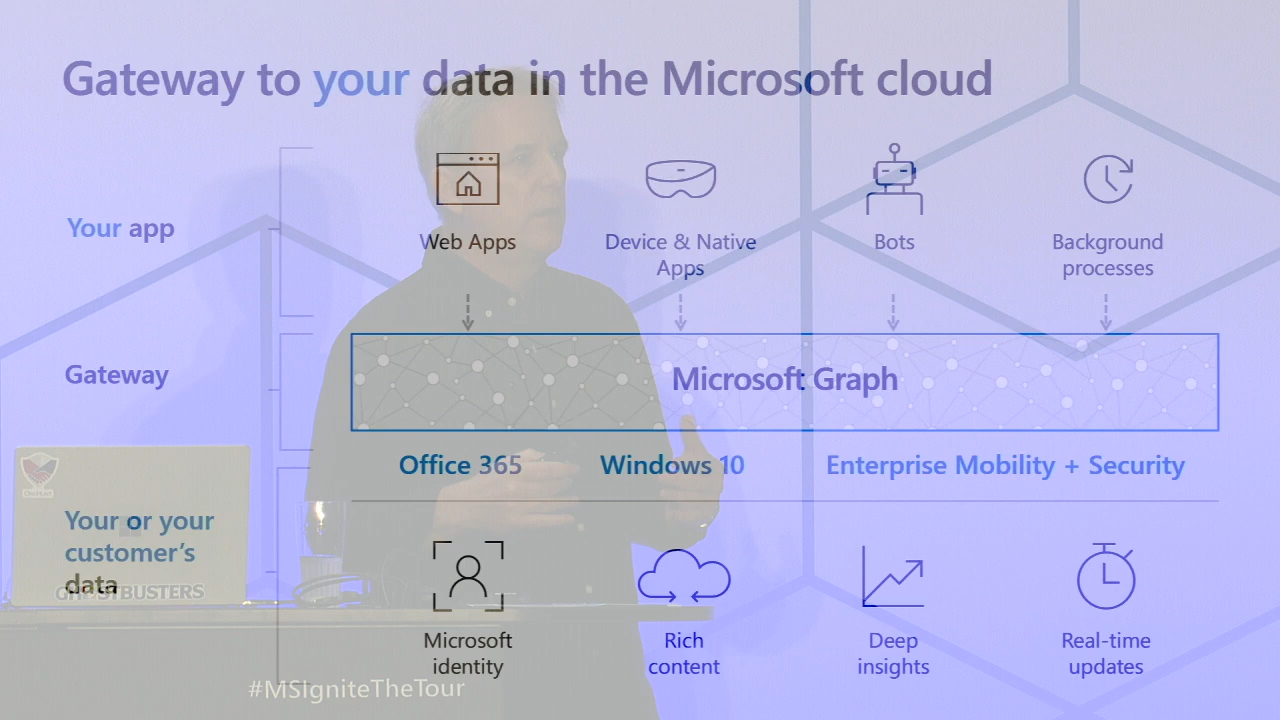 Gateway to your data in the Microsoft cloud
Your app
Web Apps
Device & Native
Apps
Bots
Background
processes
Gateway
Microsoft Graph
Office 365
Windows 10
Enterprise Mobility + Security
Your or your
customer's
data
GHOSTBUSTERS
Microsoft
identity
Rich
content
Deep
insights
Real-time
updates
#MSIgniteTheTour